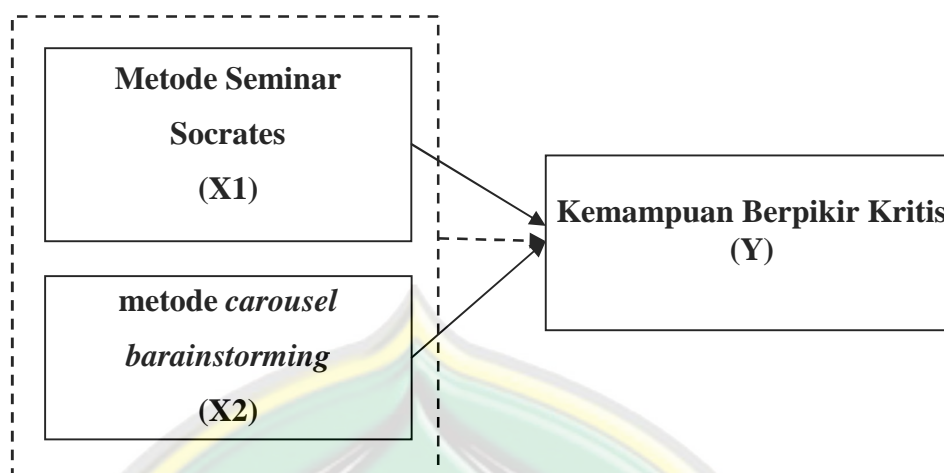 Metode Seminar
Socrates
(X1)
Kemampuan Berpikir Kritis
(Y)
metode carousel
barainstorming
(X2)